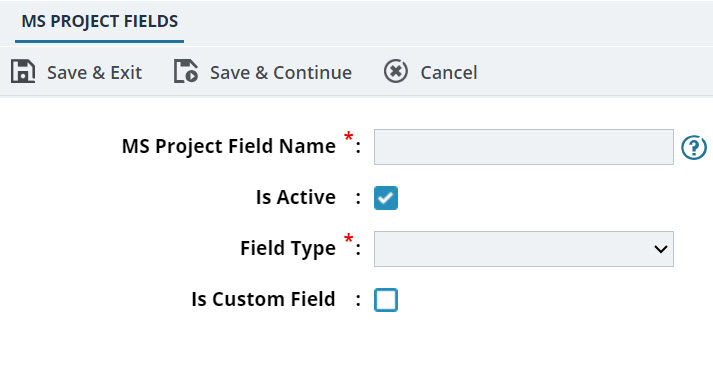 MS PROJECT FIELDS
Save & Exit Save & Continue Cancel
MS Project Field Name * : ?
Is Active :
Field Type * :
Is Custom Field :